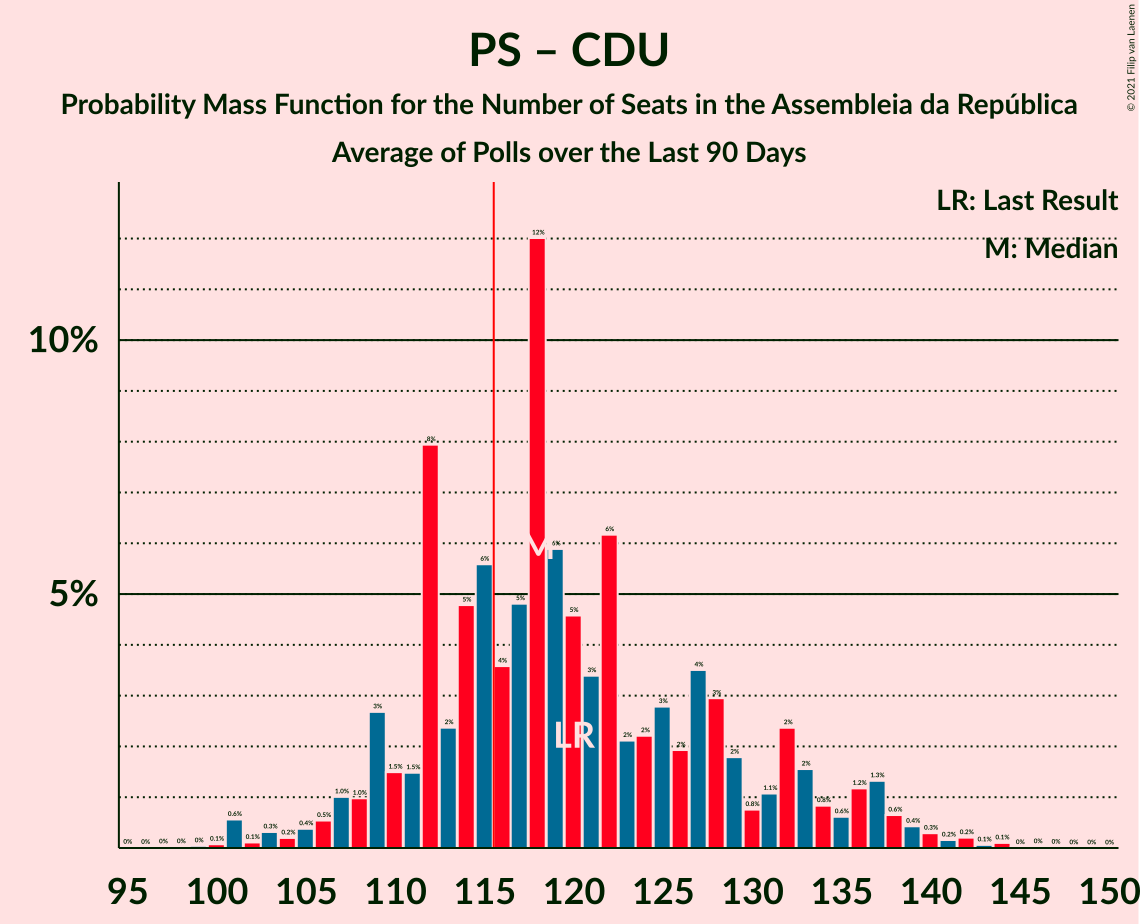 PS – CDU
Probability Mass Function for the Number of Seats in the Assembleia da República
Average of Polls over the Last 90 Days
© 2021 Filip van Laenen
LR: Last Result
M: Median
10%
5%
0% 0% 0% 0% 0% 0.1% 0.6% 0.1% 0.3% 0.2% 0.4% 0.5% 1.0% 1.0% 3% 1.5% 1.5% 8% 2% 5% 6% 4% 5% 12% 6% 5% 3% 6% 2% 2% 3% 2% 4% 3% 2% 0.8% 1.1% 2% 2% 0.8% 0.6% 1.2% 1.3% 0.6% 0.4% 0.3% 0.2% 0.2% 0.1% 0.1% 0% 0% 0% 0% 0% 0%
M
LR
95 100 105 110 115 120 125 130 135 140 145 150